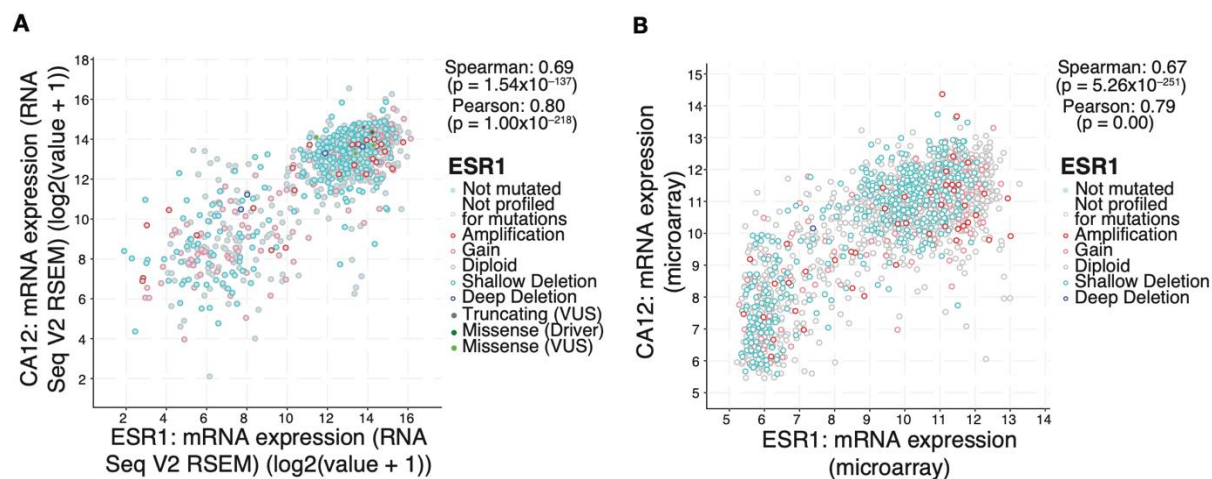 A
CA12: mRNA expression (RNA
Seq V2 RSEM) (log2(value + 1))
18
16
14
12
10
8
6
4
2
2 4 6 8 10 12 14 16
ESR1: mRNA expression (RNA
Seq V2 RSEM) (log2(value + 1))
Spearman: 0.69
(p = 1.54x10⁻¹³⁷)
Pearson: 0.80
(p = 1.00x10⁻²¹⁸)
ESR1
Not mutated
Not profiled
for mutations
Amplification
Gain
Diploid
Shallow Deletion
Deep Deletion
Truncating (VUS)
Missense (Driver)
Missense (VUS)
B
CA12: mRNA expression
(microarray)
15
14
13
12
11
10
9
8
7
6
5
5 6 7 8 9 10 11 12 13 14
ESR1: mRNA expression
(microarray)
Spearman: 0.67
(p = 5.26x10⁻²⁵¹)
Pearson: 0.79
(p = 0.00)
ESR1
Not mutated
Not profiled
for mutations
Amplification
Gain
Diploid
Shallow Deletion
Deep Deletion